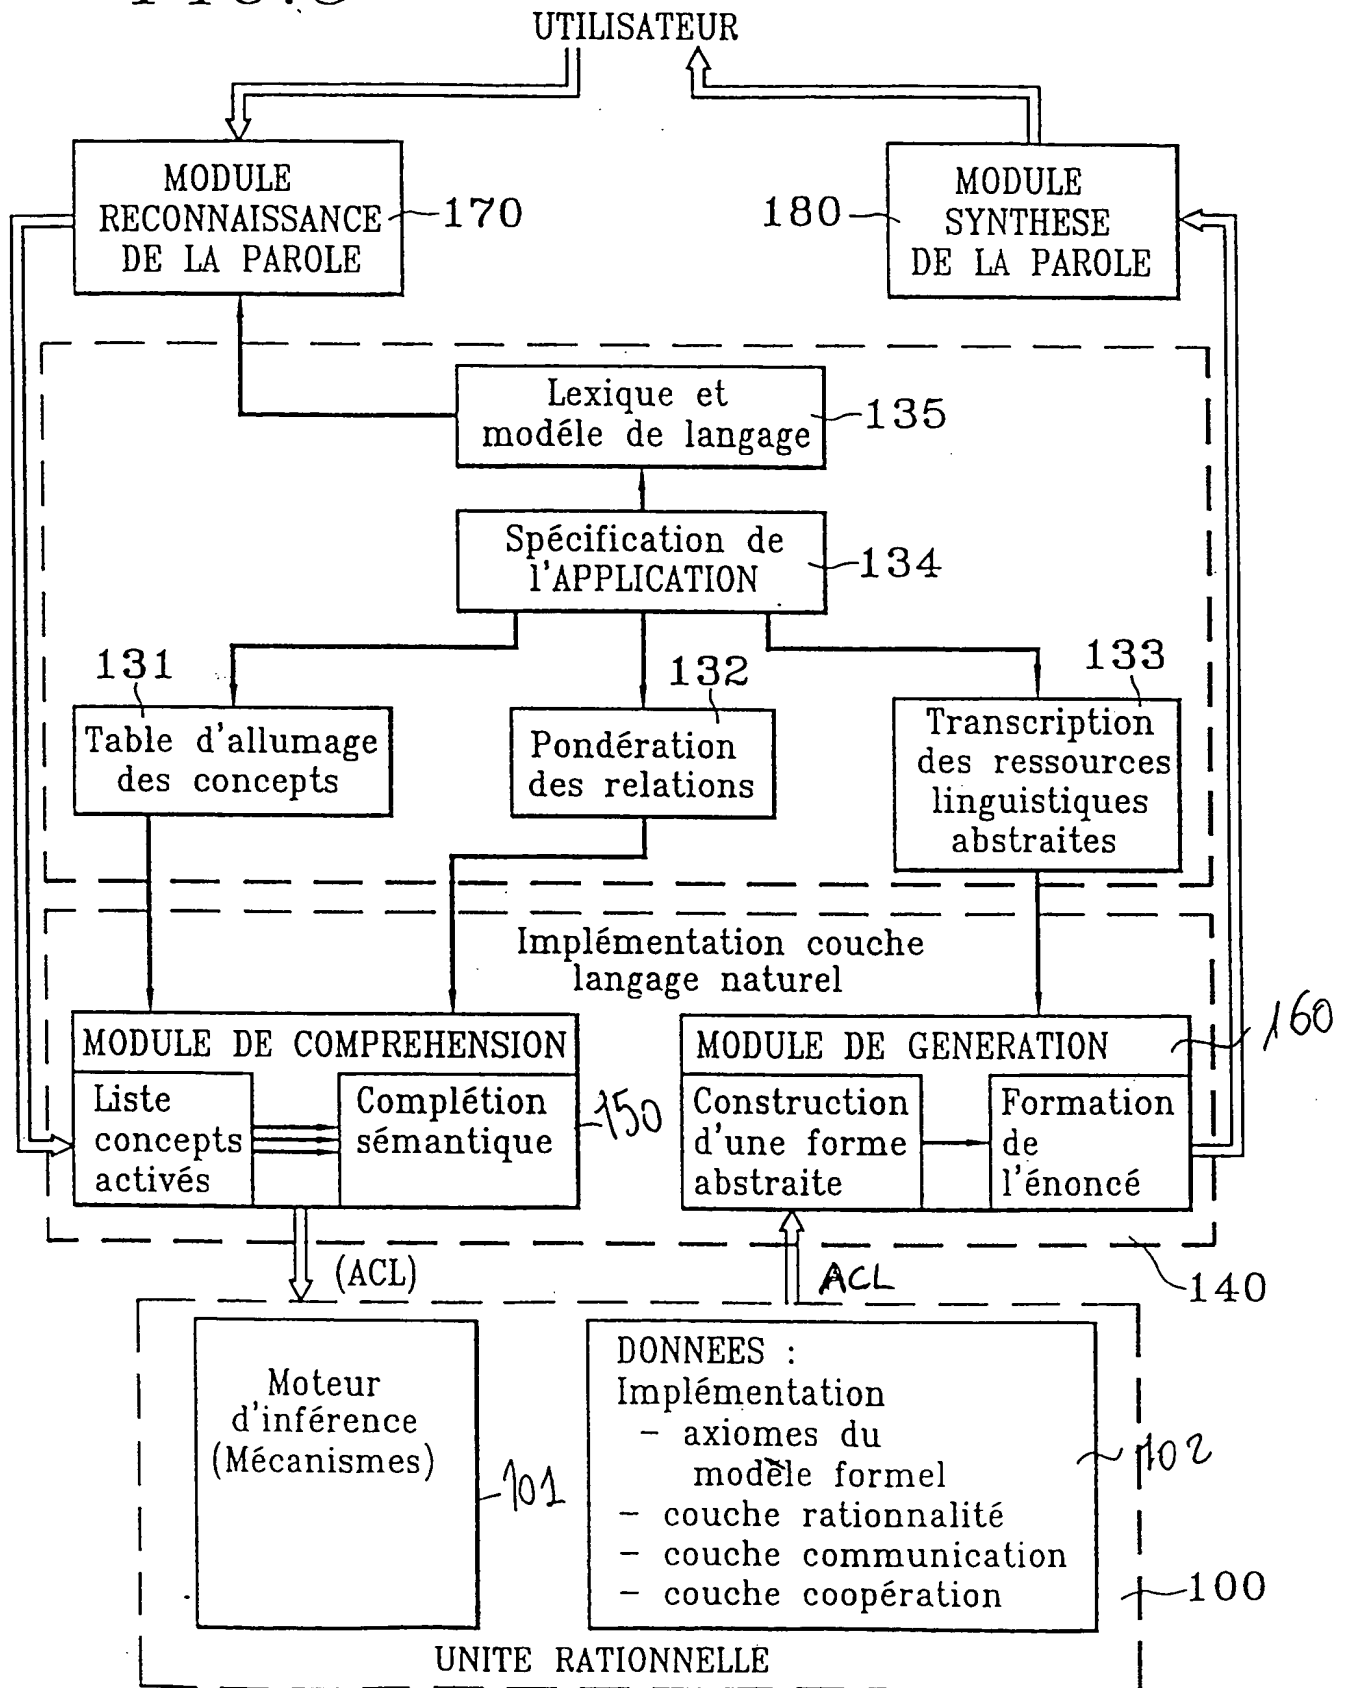 UTILISATEUR
MODULE
RECONNAISSANCE
DE LA PAROLE
170
180
MODULE
SYNTHESE
DE LA PAROLE
Lexique et
modéle de langage
135
Spécification de
l'APPLICATION
134
131
132
133
Table d'allumage
des concepts
Pondération
des relations
Transcription
des ressources
linguistiques
abstraites
Implémentation couche
langage naturel
MODULE DE COMPREHENSION
Liste
concepts
activés
Complétion
sémantique
150
MODULE DE GENERATION
160
Construction
d'une forme
abstraite
Formation
de
l'énoncé
(ACL)
ACL
140
Moteur
d'inférence
(Mécanismes)
101
DONNEES :
Implémentation
- axiomes du
modèle formel
- couche rationnalité
- couche communication
- couche coopération
102
100
UNITE RATIONNELLE